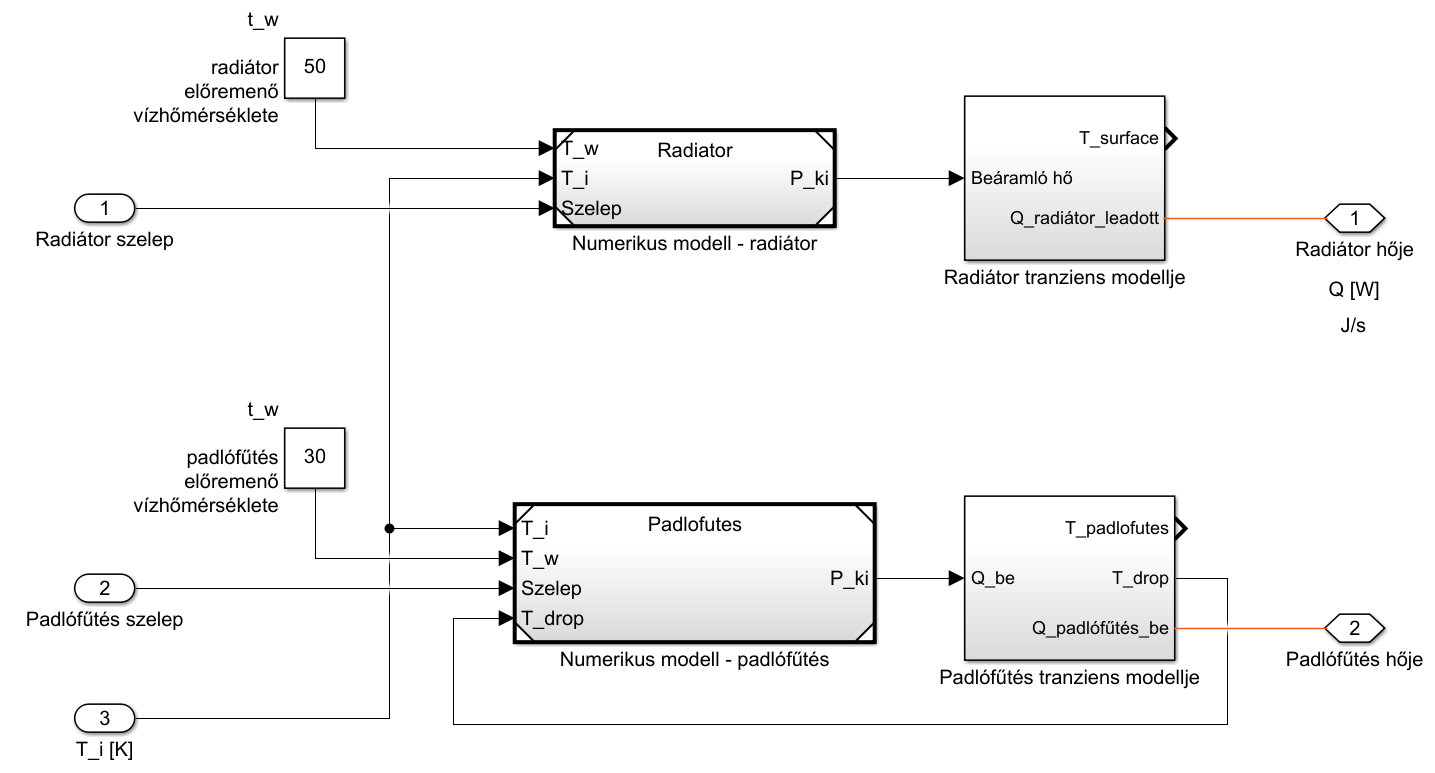 t_w
radiátor
előremenő
vízhőmérséklete
50
1
Radiátor szelep
T_w
T_i
Szelep
Radiator
P_ki
Numerikus modell - radiátor
Beáramló hő
T_surface
Q_radiátor_leadott
Radiátor tranziens modellje
1
Radiátor hője
Q [W]
J/s
t_w
padlófűtés
előremenő
vízhőmérséklete
30
2
Padlófűtés szelep
3
T_i [K]
T_i
T_w
Szelep
T_drop
Padlofutes
P_ki
Numerikus modell - padlófűtés
Q_be
T_padlofutes
T_drop
Q_padlófűtés_be
Padlófűtés tranziens modellje
2
Padlófűtés hője